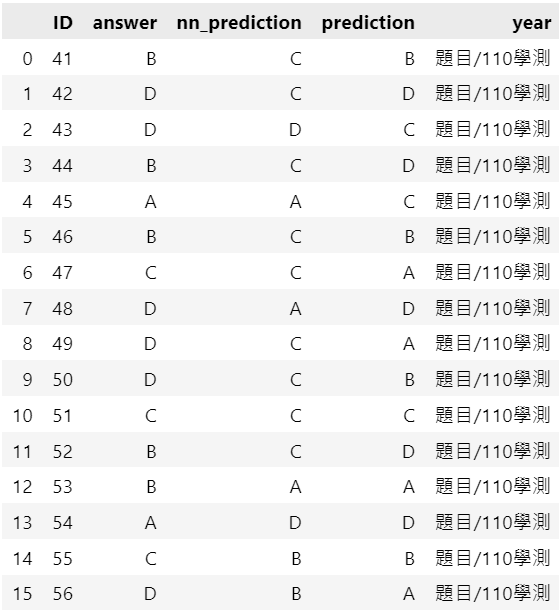 ID answer nn_prediction prediction year
0 41 B C B 題目/110學測
1 42 D C D 題目/110學測
2 43 D D C 題目/110學測
3 44 B C D 題目/110學測
4 45 A A C 題目/110學測
5 46 B C B 題目/110學測
6 47 C C A 題目/110學測
7 48 D A D 題目/110學測
8 49 D C A 題目/110學測
9 50 D C B 題目/110學測
10 51 C C C 題目/110學測
11 52 B C D 題目/110學測
12 53 B A A 題目/110學測
13 54 A D D 題目/110學測
14 55 C B B 題目/110學測
15 56 D B A 題目/110學測